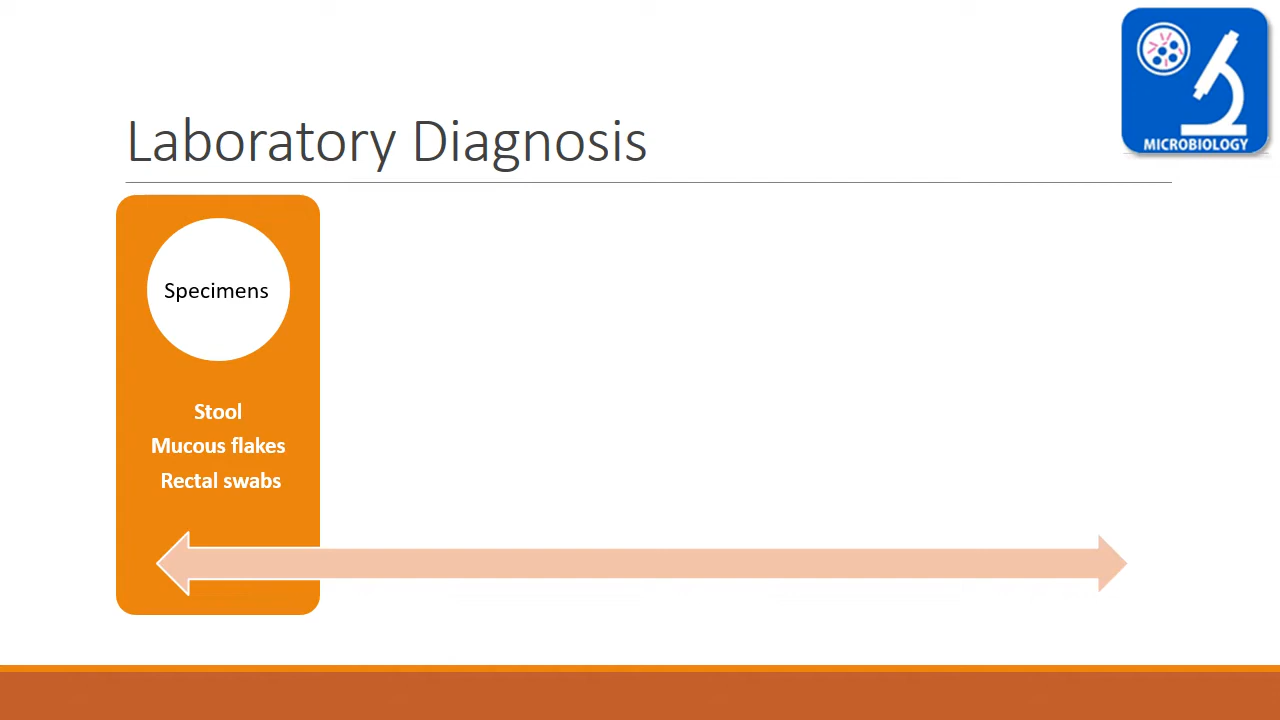 MICROBIOLOGY
Laboratory Diagnosis
Specimens
Stool
Mucous flakes
Rectal swabs